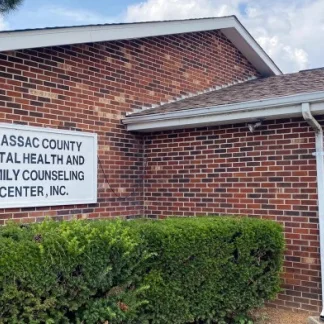 ASSAC COUNTY
TAL HEALTH AND
MILY COUNSELING
CENTER, INC.